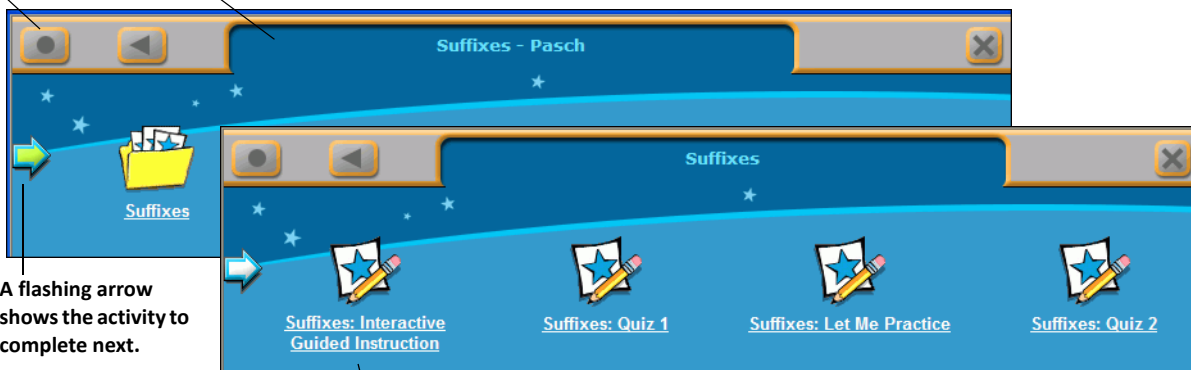 Suffixes - Pasch
Suffixes
A flashing arrow
shows the activity to
complete next.
Suffixes
Suffixes: Interactive
Guided Instruction
Suffixes: Quiz 1
Suffixes: Let Me Practice
Suffixes: Quiz 2